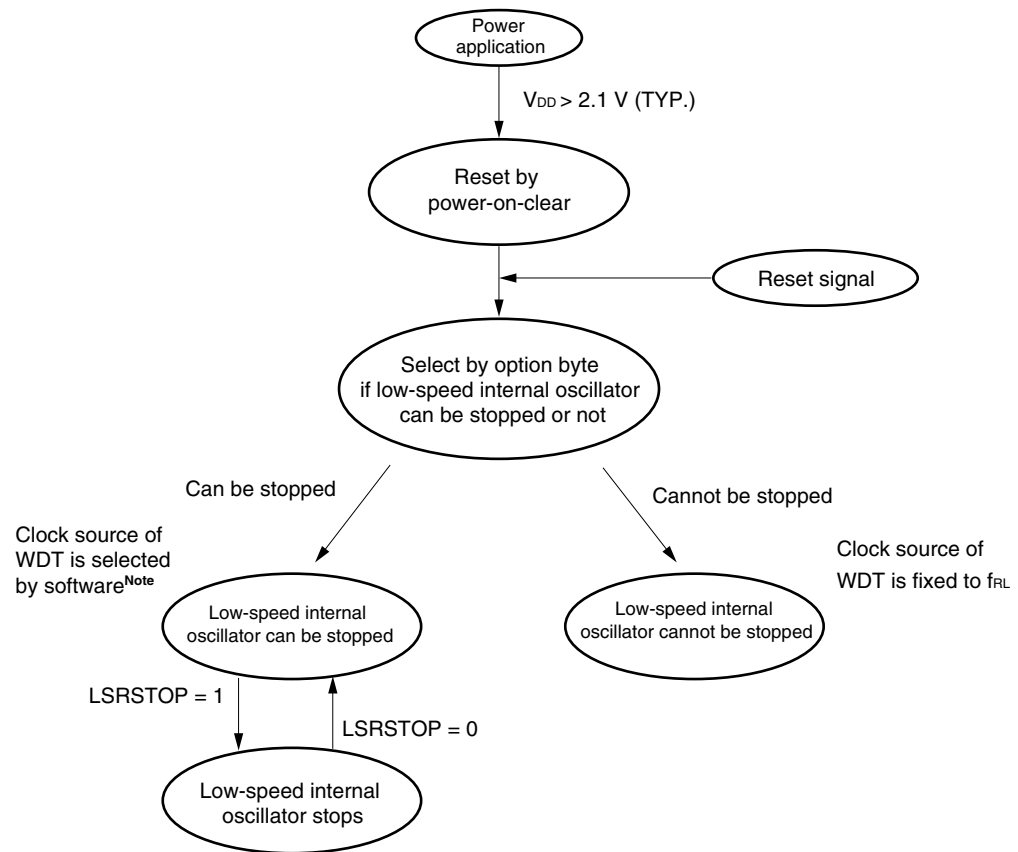 Power
application
VDD > 2.1 V (TYP.)
Reset by
power-on-clear
Reset signal
Select by option byte
if low-speed internal oscillator
can be stopped or not
Can be stopped
Cannot be stopped
Clock source of
WDT is selected
by softwareNote
Clock source of
WDT is fixed to fRL
Low-speed internal
oscillator can be stopped
Low-speed internal
oscillator cannot be stopped
LSRSTOP = 1
LSRSTOP = 0
Low-speed internal
oscillator stops